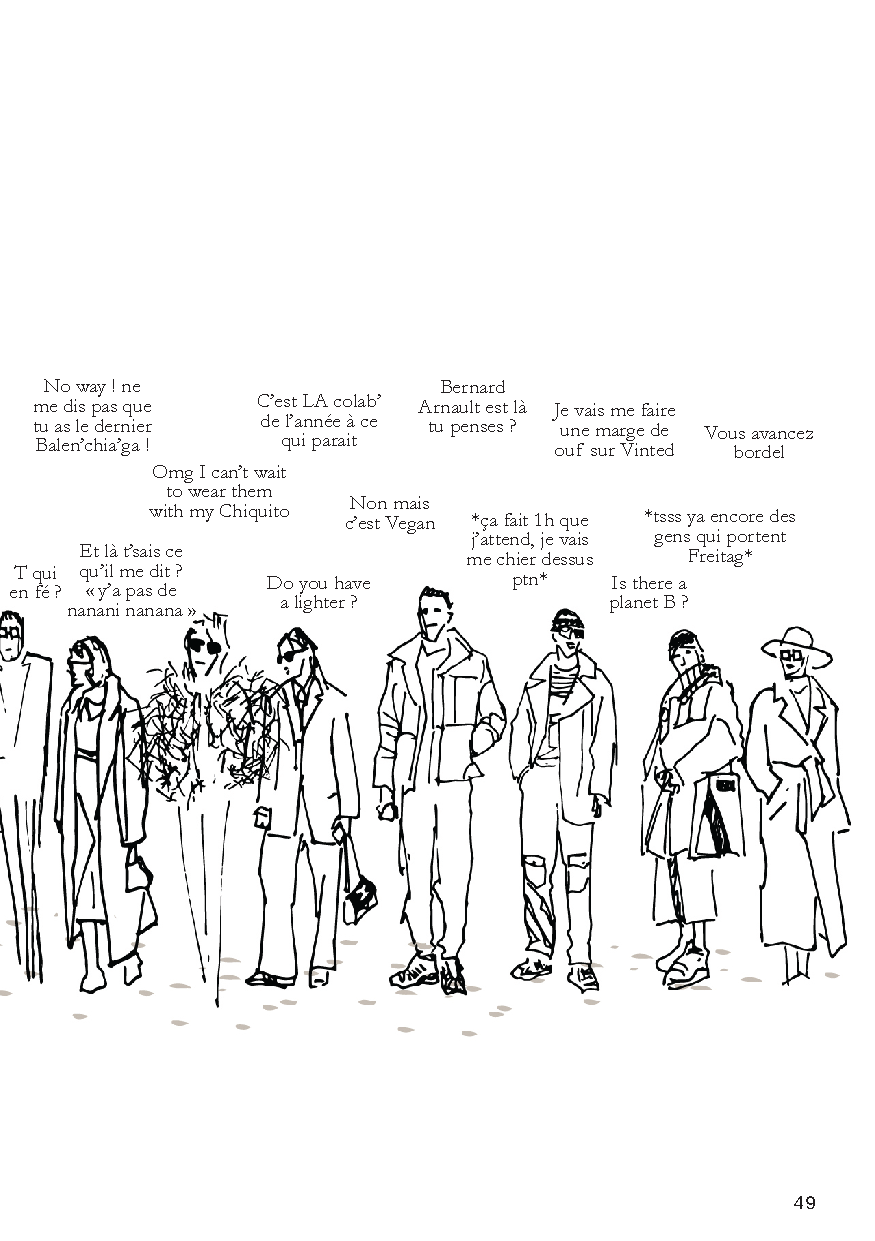 No way ! ne
me dis pas que
tu as le dernier
Balen’chia’ga !
Omg I can’t wait
to wear them
with my Chiquito
C’est LA colab’
de l’année à ce
qui parait
Bernard
Arnault est là
tu penses ?
Je vais me faire
une marge de
ouf sur Vinted
Vous avancez
bordel
Non mais
c’est Vegan
*ça fait 1h que
j’attend, je vais
me chier dessus
ptn*
*tsss ya encore des
gens qui portent
Freitag*
T qui
en fé ?
Et là t’sais ce
qu’il me dit ?
« y’a pas de
nanani nanana »
Do you have
a lighter ?
Is there a
planet B ?
49